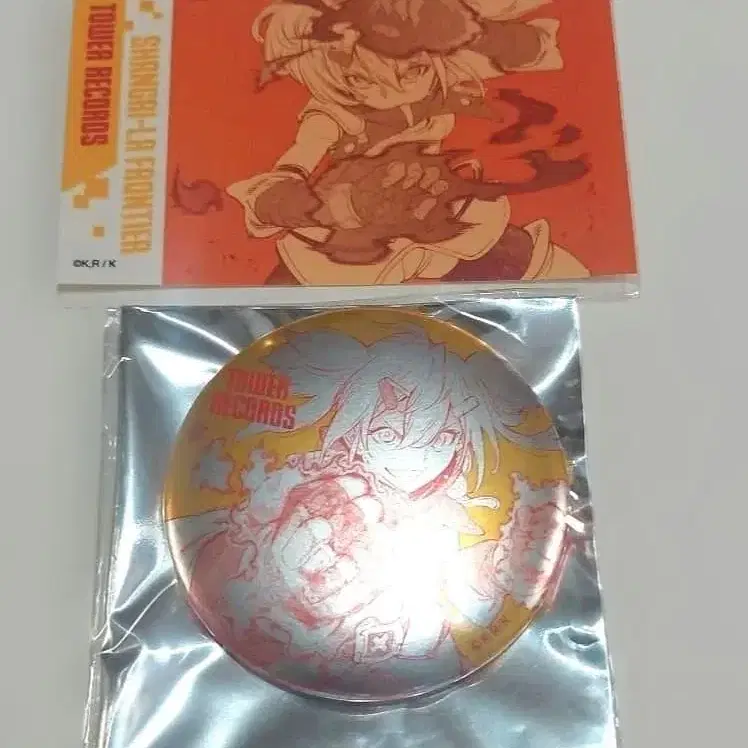 TOWER RECORDS
SHANGRI-LA FRONTIER
©K,R/K
TOWER
RECORDS